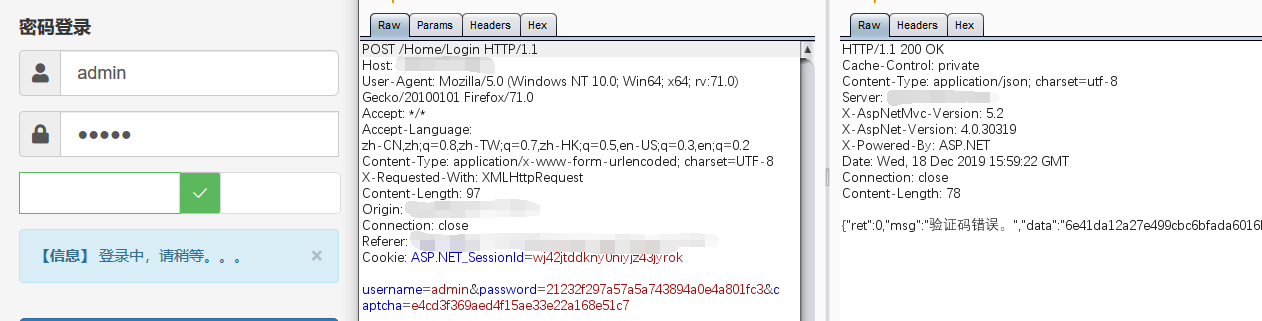 密码登录
admin
●●●●●
【信息】 登录中，请稍等。。。
×
Raw Params Headers Hex
POST /Home/Login HTTP/1.1
Host:
User-Agent: Mozilla/5.0 (Windows NT 10.0; Win64; x64; rv:71.0)
Gecko/20100101 Firefox/71.0
Accept: */*
Accept-Language:
zh-CN,zh;q=0.8,zh-TW;q=0.7,zh-HK;q=0.5,en-US;q=0.3,en;q=0.2
Content-Type: application/x-www-form-urlencoded; charset=UTF-8
X-Requested-With: XMLHttpRequest
Content-Length: 97
Origin:
Connection: close
Referer:
Cookie: ASP.NET_SessionId=
username=admin&password=21232f297a57a5a743894a0e4a801fc3&c
aptcha=e4cd3f369aed4f15ae33e22a168e51c7
Raw Headers Hex
HTTP/1.1 200 OK
Cache-Control: private
Content-Type: application/json; charset=utf-8
Server:
X-AspNetMvc-Version: 5.2
X-AspNet-Version: 4.0.30319
X-Powered-By: ASP.NET
Date: Wed, 18 Dec 2019 15:59:22 GMT
Connection: close
Content-Length: 78
{"ret":0,"msg":"验证码错误。","data":"6e41da12a27e499cbc6bfada6016